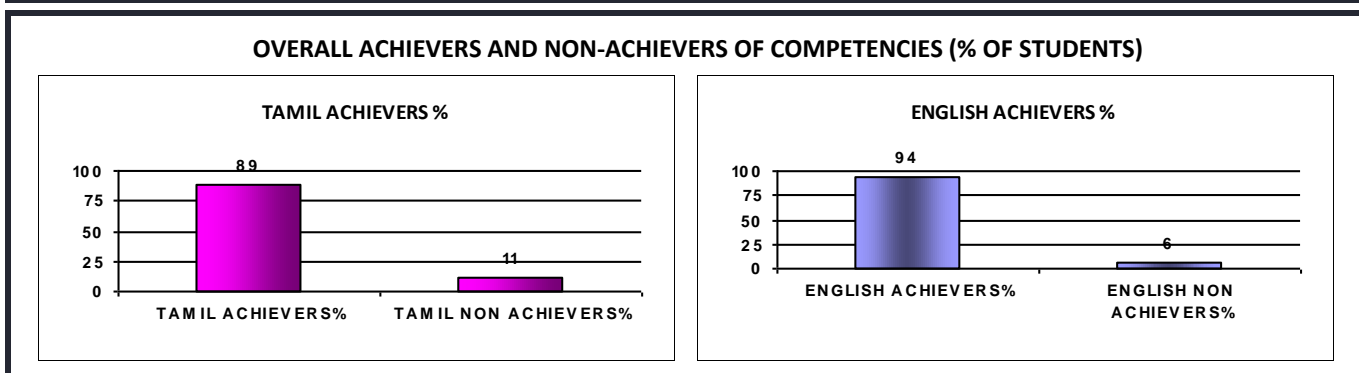 OVERALL ACHIEVERS AND NON-ACHIEVERS OF COMPETENCIES (% OF STUDENTS)
TAMIL ACHIEVERS %
89
100
75
50
25
0
11
TAMIL ACHIEVERS%
TAMIL NON ACHIEVERS%
ENGLISH ACHIEVERS %
94
100
75
50
25
0
6
ENGLISH ACHIEVERS%
ENGLISH NON
ACHIEVERS%